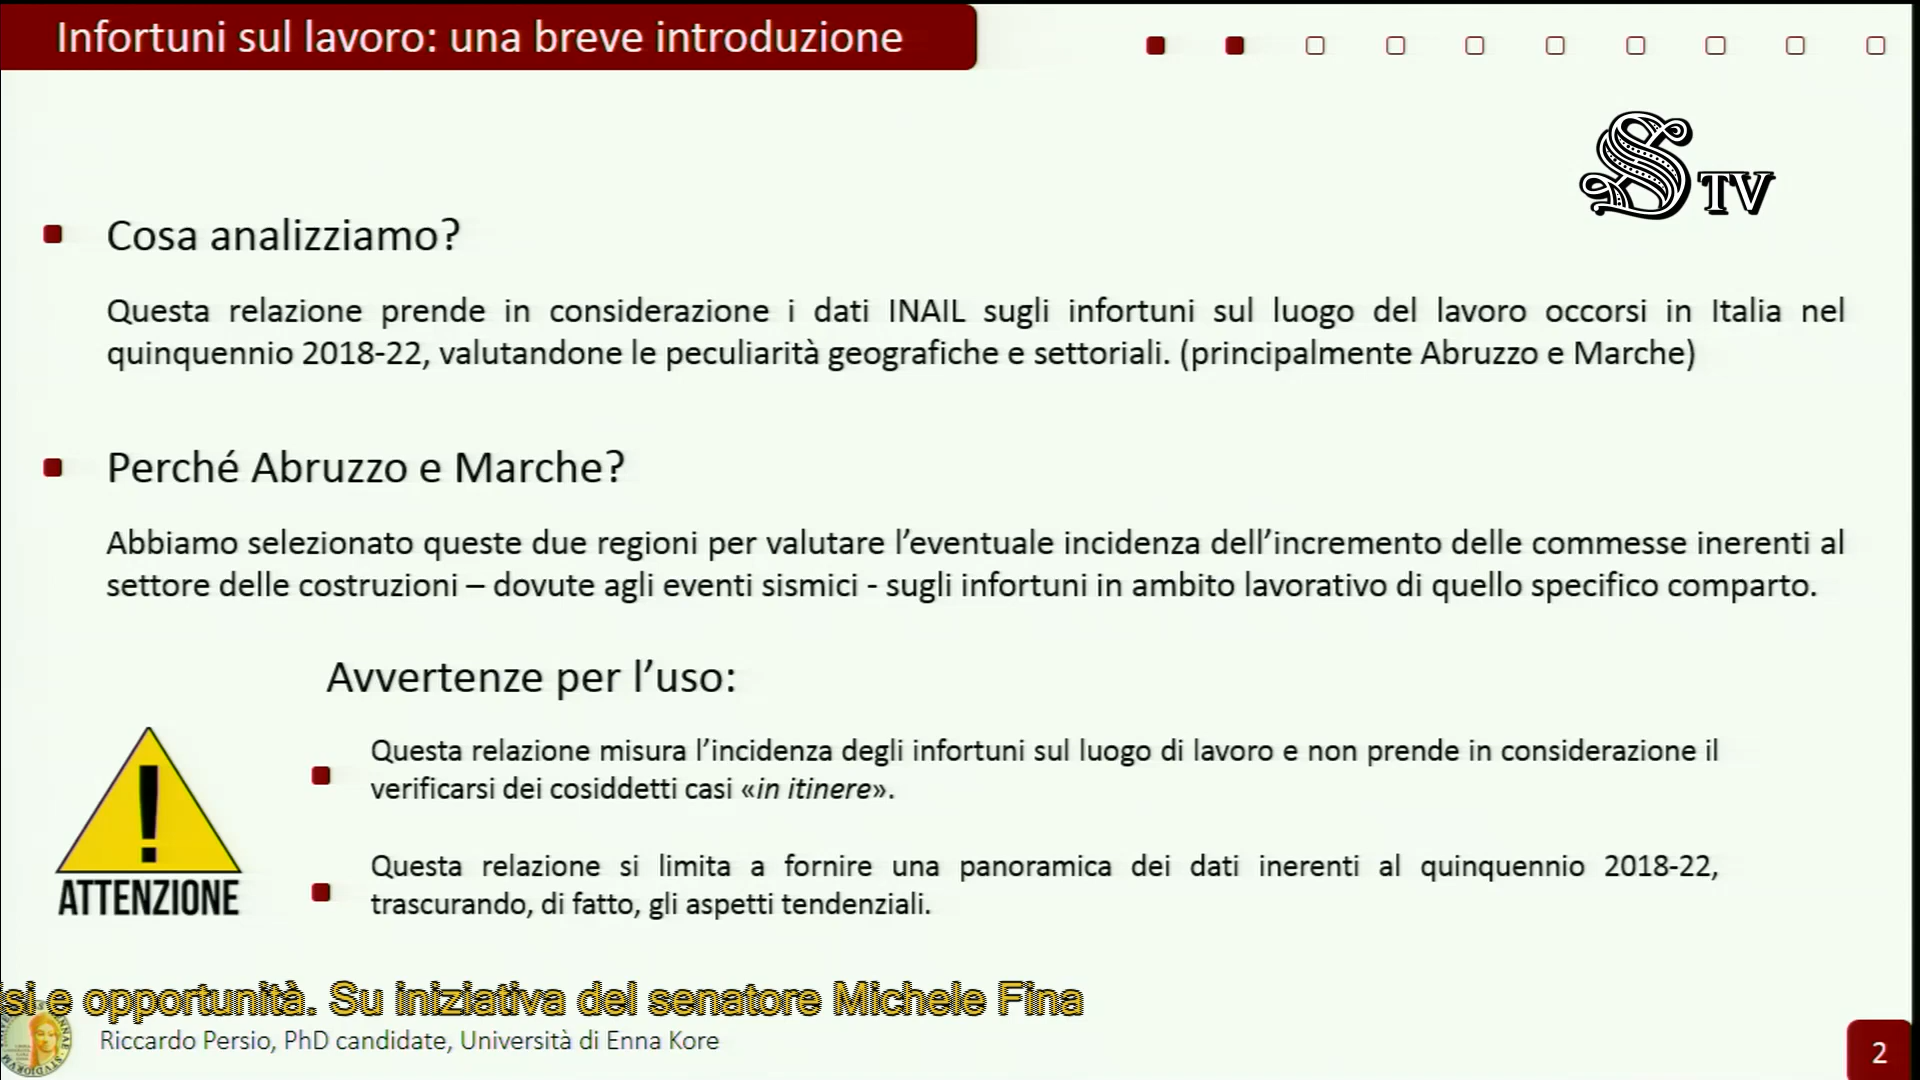 Infortuni sul lavoro: una breve introduzione
S TV
Cosa analizziamo?
Questa relazione prende in considerazione i dati INAIL sugli infortuni sul luogo del lavoro occorsi in Italia nel
quinquennio 2018-22, valutandone le peculiarità geografiche e settoriali. (principalmente Abruzzo e Marche)
Perché Abruzzo e Marche?
Abbiamo selezionato queste due regioni per valutare l’eventuale incidenza dell’incremento delle commesse inerenti al
settore delle costruzioni – dovute agli eventi sismici - sugli infortuni in ambito lavorativo di quello specifico comparto.
Avvertenze per l’uso:
Questa relazione misura l’incidenza degli infortuni sul luogo di lavoro e non prende in considerazione il
verificarsi dei cosiddetti casi «in itinere».
Questa relazione si limita a fornire una panoramica dei dati inerenti al quinquennio 2018-22,
trascurando, di fatto, gli aspetti tendenziali.
ATTENZIONE
si e opportunità. Su iniziativa del senatore Michele Fina
Riccardo Persio, PhD candidate, Università di Enna Kore
2